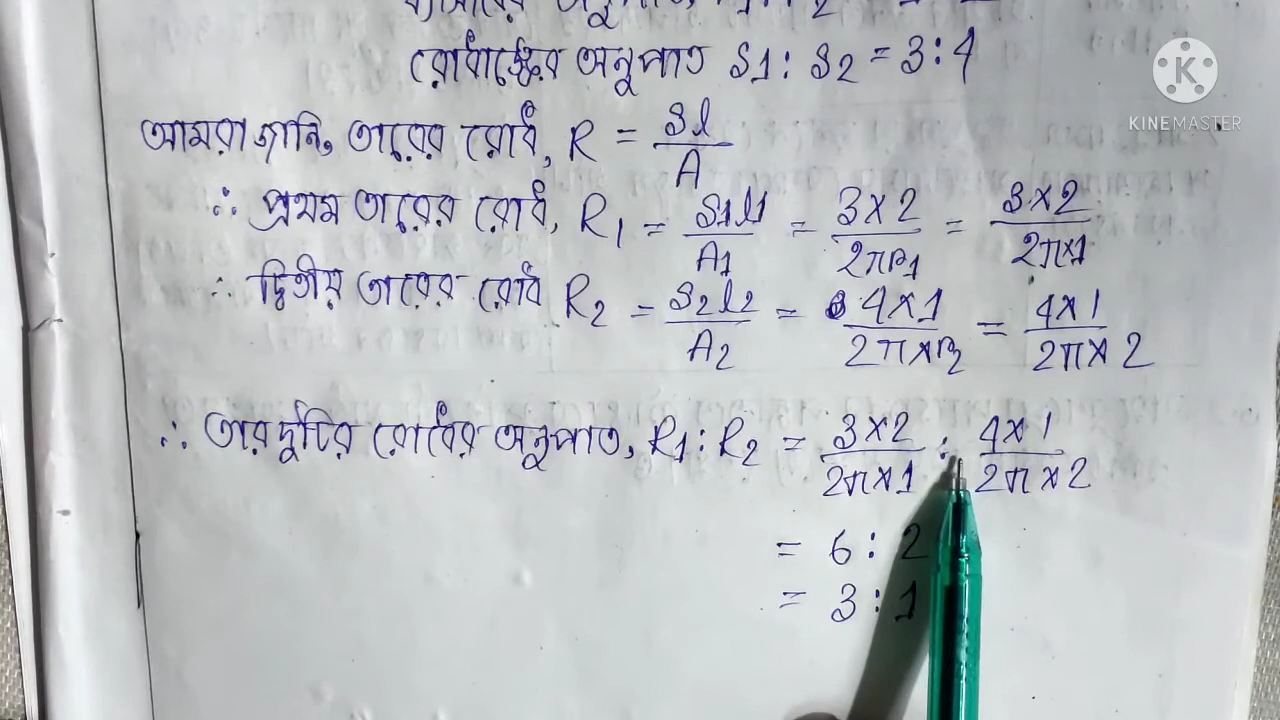 রোধাঙ্কের অনুপাত S1 : S2 = 3 : 4
আমরা জানি, তারের রোধ, R = Sl/A
∴ প্রথম তারের রোধ, R1 = S1l1/A1 = 3×2/2πr1 = 3×2/2π×1
∴ দ্বিতীয় তারের রোধ R2 = S2l2/A2 = 4×1/2π×r2 = 4×1/2π×2
∴ তার দুটির রোধের অনুপাত, R1 : R2 = 3×2/2π×1 : 4×1/2π×2
= 6 : 2
= 3 : 1
KINEMASTER